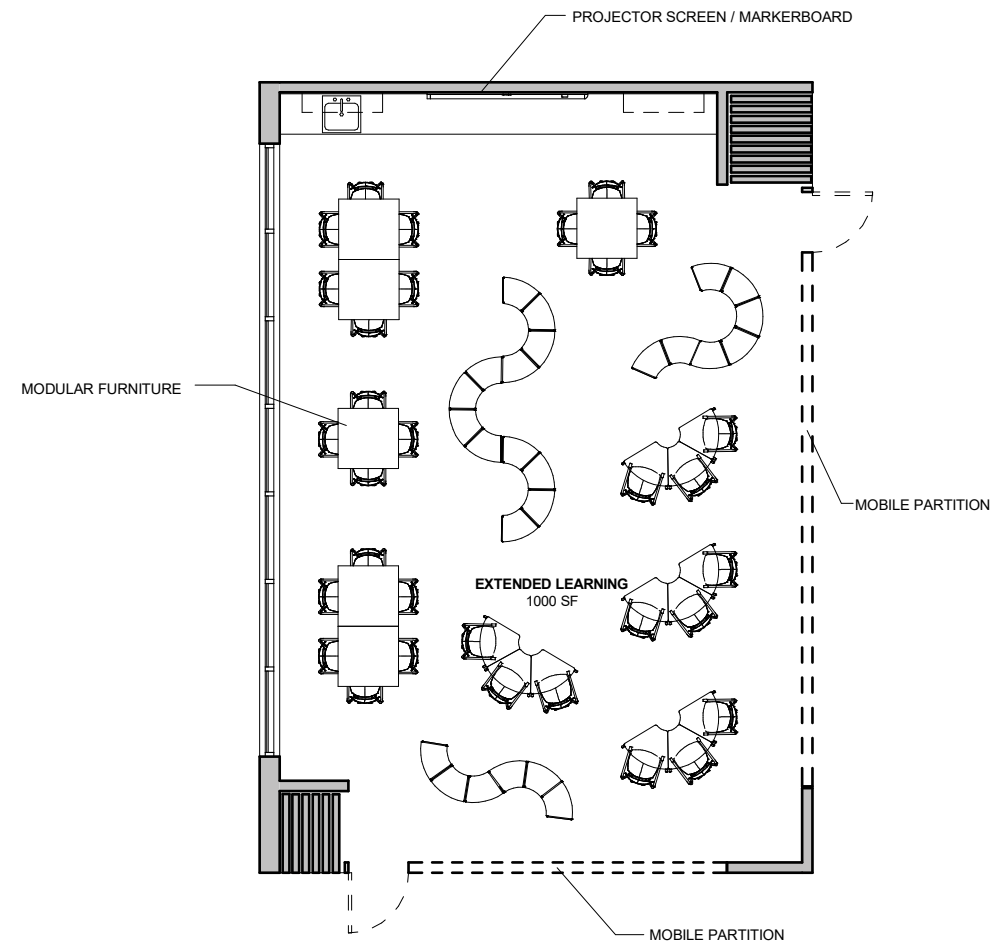 PROJECTOR SCREEN / MARKERBOARD
MODULAR FURNITURE
MOBILE PARTITION
EXTENDED LEARNING
1000 SF
MOBILE PARTITION